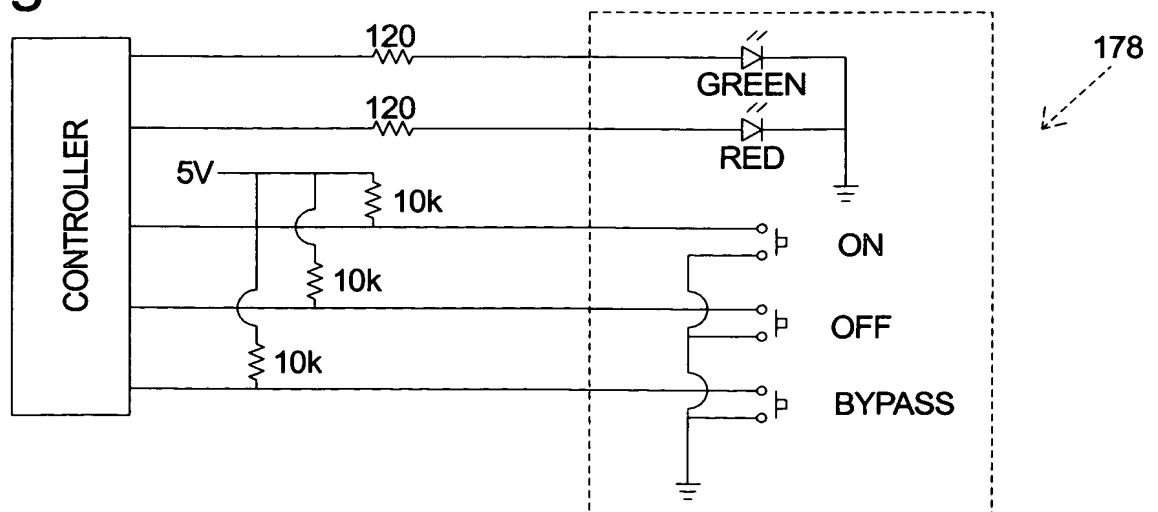 120
178
GREEN
120
CONTROLLER
RED
5V
10k
ON
10k
OFF
10k
BYPASS